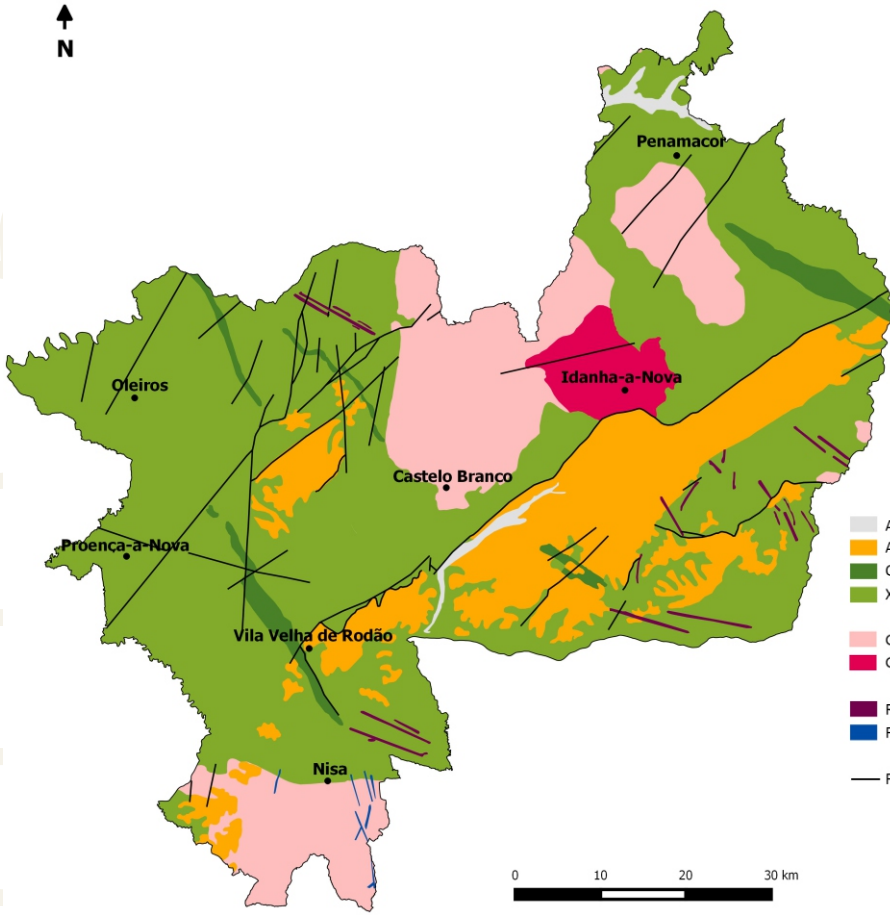 N
Penamacor
Idanha-a-Nova
Oleiros
Castelo Branco
Proença-a-Nova
Vila Velha de Rodão
Nisa
A
A
X
F
0 10 20 30 km